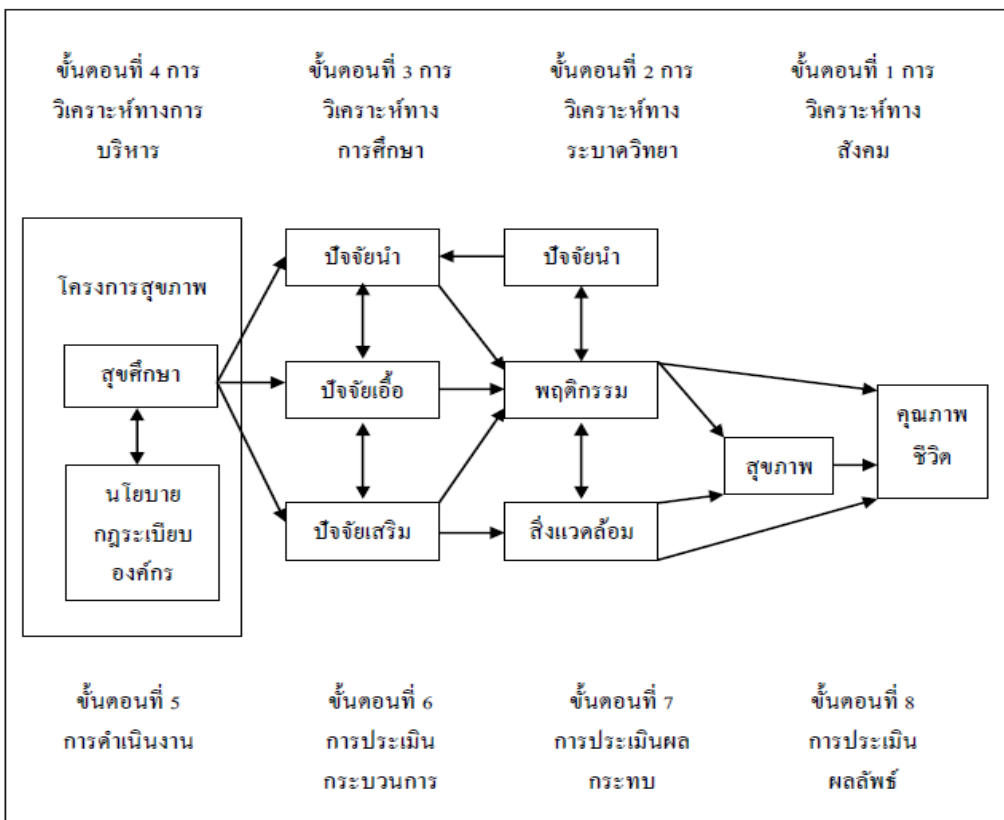 ขั้นตอนที่ 4 การ
วิเคราะห์ทางการ
บริหาร
ขั้นตอนที่ 3 การ
วิเคราะห์ทาง
การศึกษา
ขั้นตอนที่ 2 การ
วิเคราะห์ทาง
ระบาดวิทยา
ขั้นตอนที่ 1 การ
วิเคราะห์ทาง
สังคม
โครงการสุขภาพ
สุขศึกษา
นโยบาย
กฎระเบียบ
องค์กร
ปัจจัยนำ
ปัจจัยเอื้อ
ปัจจัยเสริม
ปัจจัยนำ
พฤติกรรม
สิ่งแวดล้อม
สุขภาพ
คุณภาพ
ชีวิต
ขั้นตอนที่ 5
การดำเนินงาน
ขั้นตอนที่ 6
การประเมิน
กระบวนการ
ขั้นตอนที่ 7
การประเมินผล
กระทบ
ขั้นตอนที่ 8
การประเมิน
ผลลัพธ์